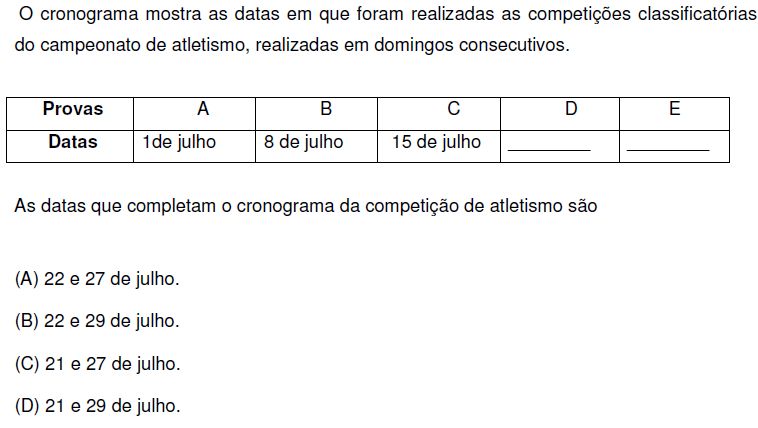 O cronograma mostra as datas em que foram realizadas as competições classificatórias
do campeonato de atletismo, realizadas em domingos consecutivos.
Provas A B C D E
Datas 1de julho 8 de julho 15 de julho _________ _________
As datas que completam o cronograma da competição de atletismo são
(A) 22 e 27 de julho.
(B) 22 e 29 de julho.
(C) 21 e 27 de julho.
(D) 21 e 29 de julho.